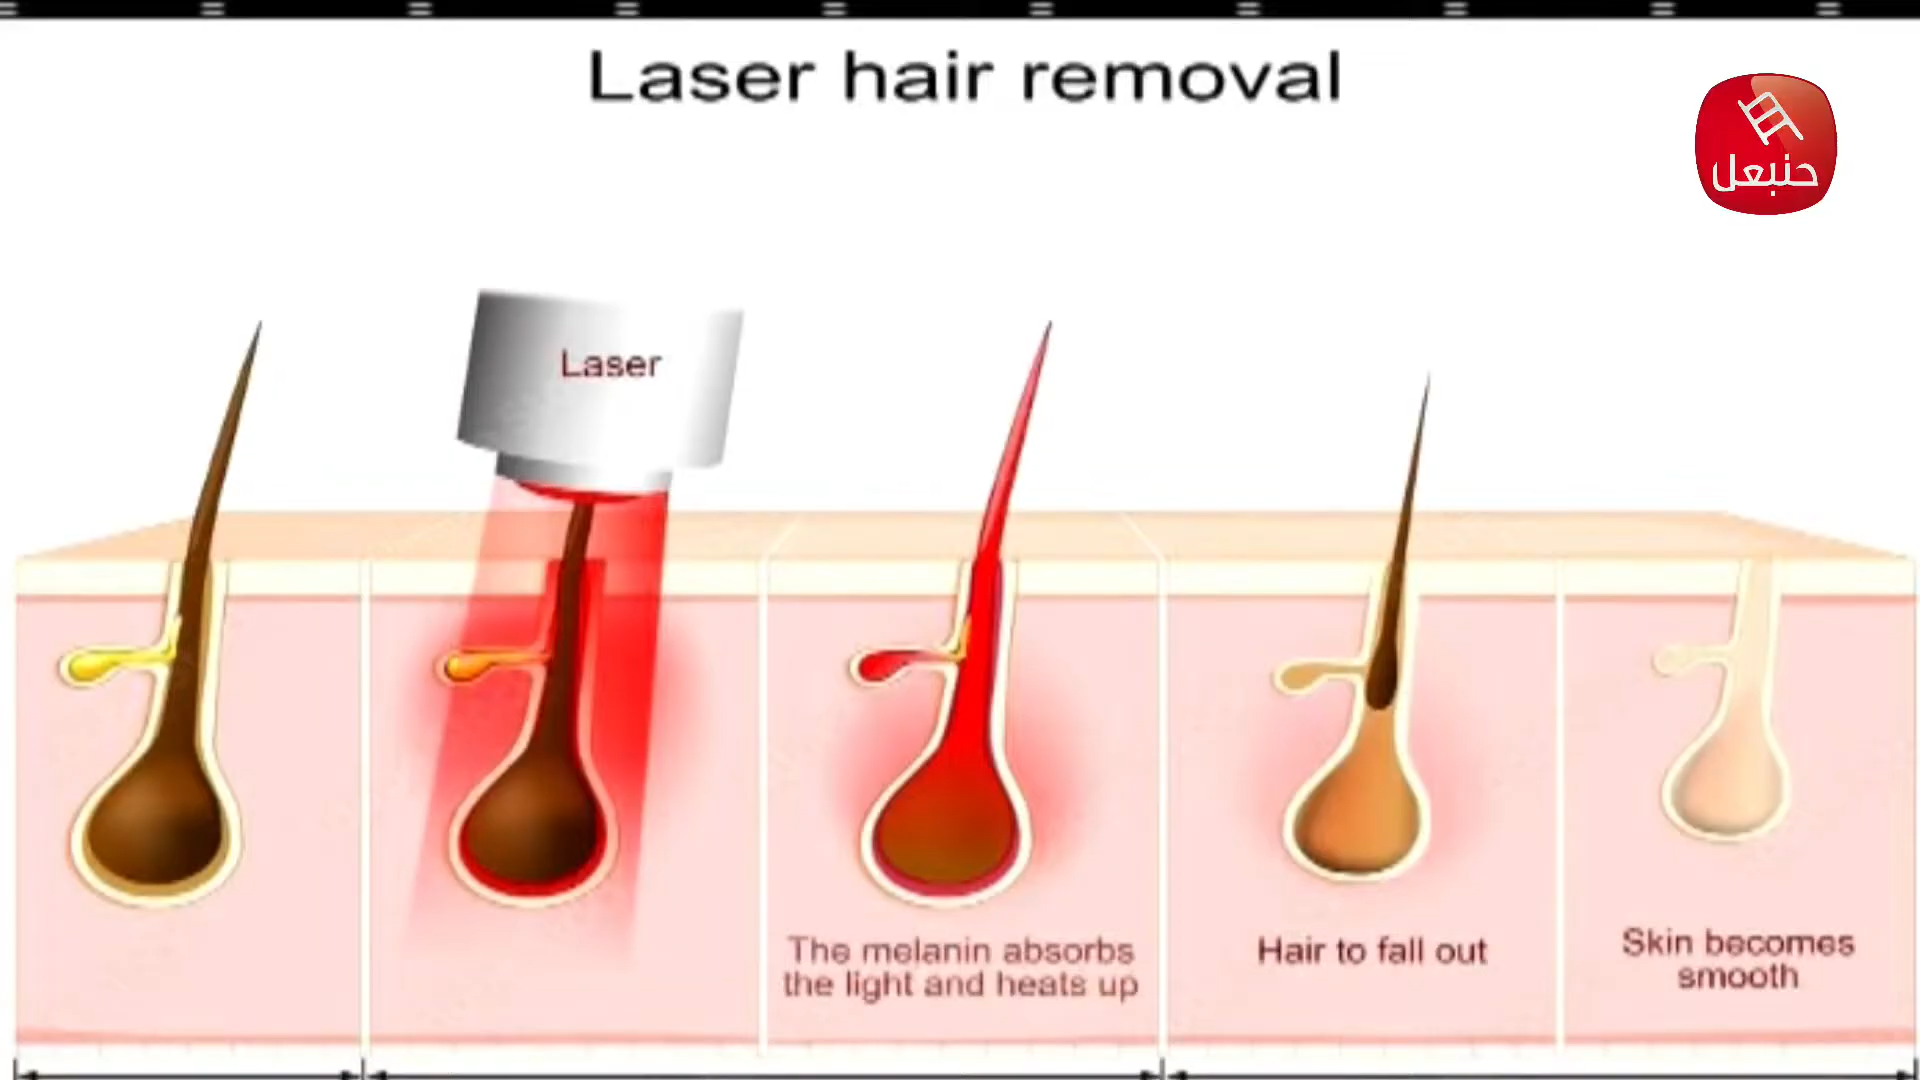 Laser hair removal
حنبعل
Laser
The melanin absorbs
the light and heats up
Hair to fall out
Skin becomes
smooth